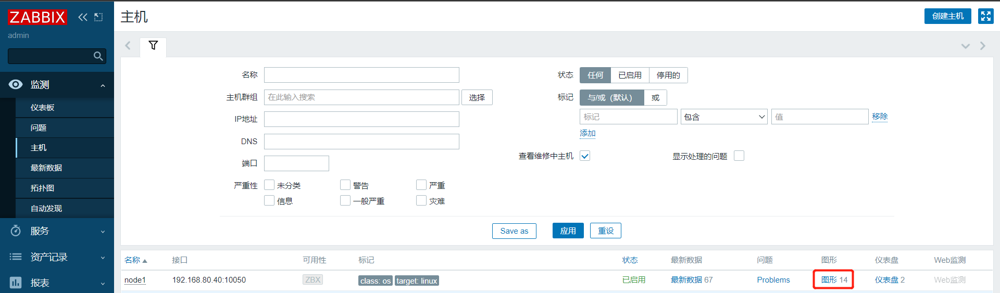 ZABBIX
admin
监测
仪表板
问题
主机
最新数据
拓扑图
自动发现
服务
资产记录
报表
主机
创建主机
名称
主机群组 在此输入搜索 选择
IP地址
DNS
端口
严重性 未分类 警告 严重
信息 一般严重 灾难
状态 任何 已启用 停用的
标记 与/或（默认） 或
标记 包含 值 移除
添加
查看维修中主机 显示处理的问题
Save as 应用 重设
名称 接口 可用性 标记 状态 最新数据 问题 图形 仪表盘 Web监测
node1 192.168.80.40:10050 ZBX class: os target: linux 已启用 最新数据 67 Problems 图形 14 仪表盘 2 Web监测